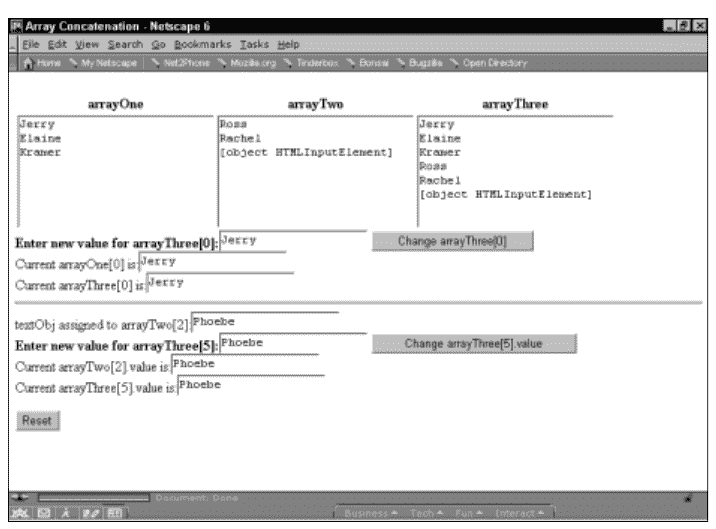 Array Concatenation - Netscape 6
File Edit View Search Go Bookmarks Tasks Help
Home My Netscape Net2Phone Mozilla.org Tinderbox Bonsai Bugzilla Open Directory
arrayOne arrayTwo arrayThree
Jerry Ross Jerry
Elaine Rachel Elaine
Kramer [object HTMLInputElement] Kramer
Ross
Rachel
[object HTMLInputElement]
Enter new value for arrayThree[0]: Jerry Change arrayThree[0]
Current arrayOne[0] is: Jerry
Current arrayThree[0] is: Jerry
textObj assigned to arrayTwo[2]: Phoebe
Enter new value for arrayThree[5]: Phoebe Change arrayThree[5].value
Current arrayTwo[2].value is: Phoebe
Current arrayThree[5].value is: Phoebe
Reset
Document: Done
Business Tech Fun Interact